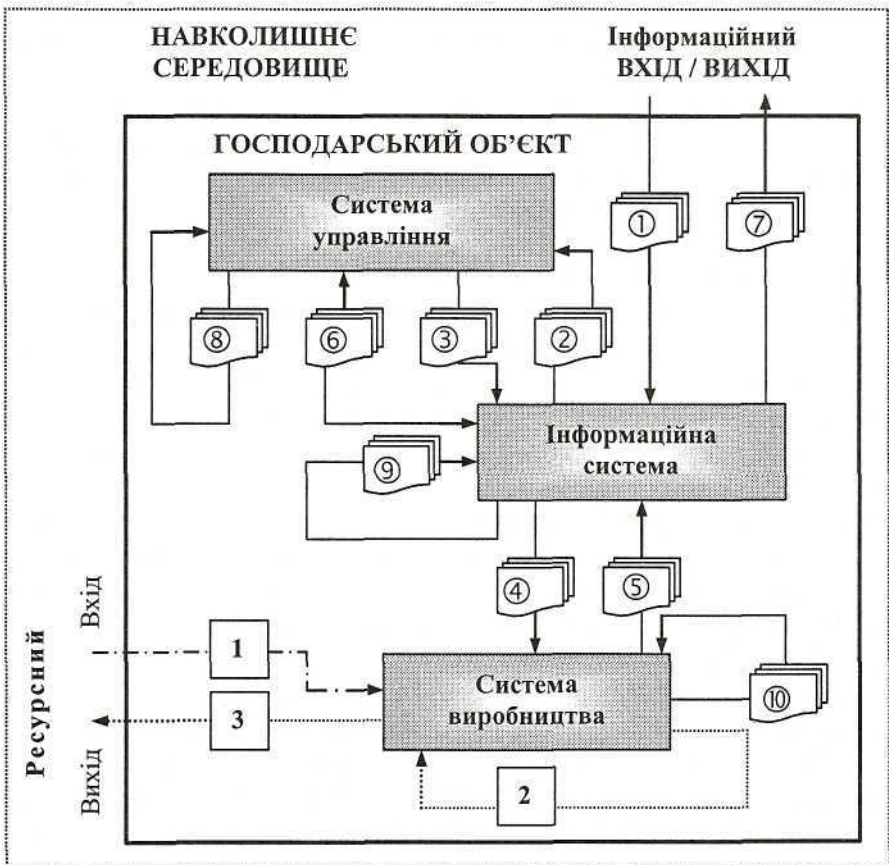 НАВКОЛИШНЄ
СЕРЕДОВИЩЕ
Інформаційний
ВХІД / ВИХІД
ГОСПОДАРСЬКИЙ ОБ’ЄКТ
Система
управління
①
⑦
⑧
⑥
③
②
Інформаційна
система
⑨
④
⑤
Ресурсний
Вхід
Вихід
1
3
Система
виробництва
⑩
2